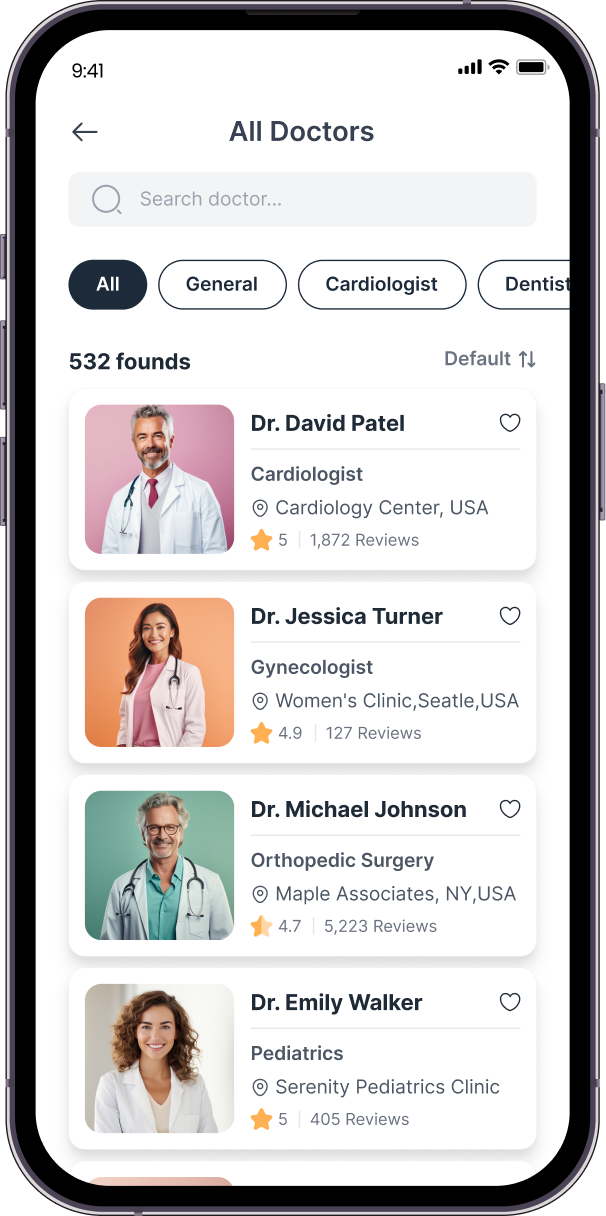 9:41
All Doctors
Search doctor...
All General Cardiologist Dentist
532 founds Default
Dr. David Patel
Cardiologist
Cardiology Center, USA
5 1,872 Reviews
Dr. Jessica Turner
Gynecologist
Women's Clinic,Seatle,USA
4.9 127 Reviews
Dr. Michael Johnson
Orthopedic Surgery
Maple Associates, NY,USA
4.7 5,223 Reviews
Dr. Emily Walker
Pediatrics
Serenity Pediatrics Clinic
5 405 Reviews